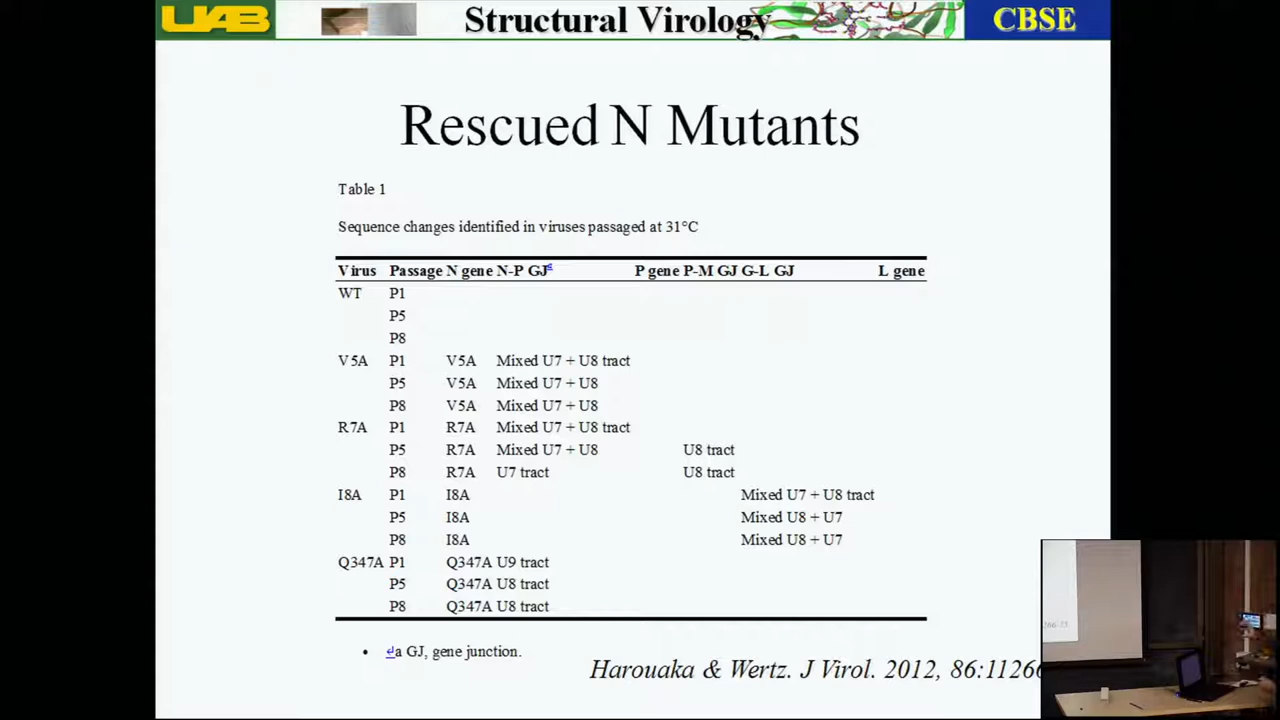 UAB Structural Virology CBSE
Rescued N Mutants
Table 1
Sequence changes identified in viruses passaged at 31°C
Virus Passage N gene N-P GJa P gene P-M GJ G-L GJ L gene
WT P1
P5
P8
V5A P1 V5A Mixed U7 + U8 tract
P5 V5A Mixed U7 + U8
P8 V5A Mixed U7 + U8
R7A P1 R7A Mixed U7 + U8 tract
P5 R7A Mixed U7 + U8 U8 tract
P8 R7A U7 tract U8 tract
I8A P1 I8A Mixed U7 + U8 tract
P5 I8A Mixed U8 + U7
P8 I8A Mixed U8 + U7
Q347A P1 Q347A U9 tract
P5 Q347A U8 tract
P8 Q347A U8 tract
• ↵a GJ, gene junction.
Harouaka & Wertz. J Virol. 2012, 86:11266
266-75.